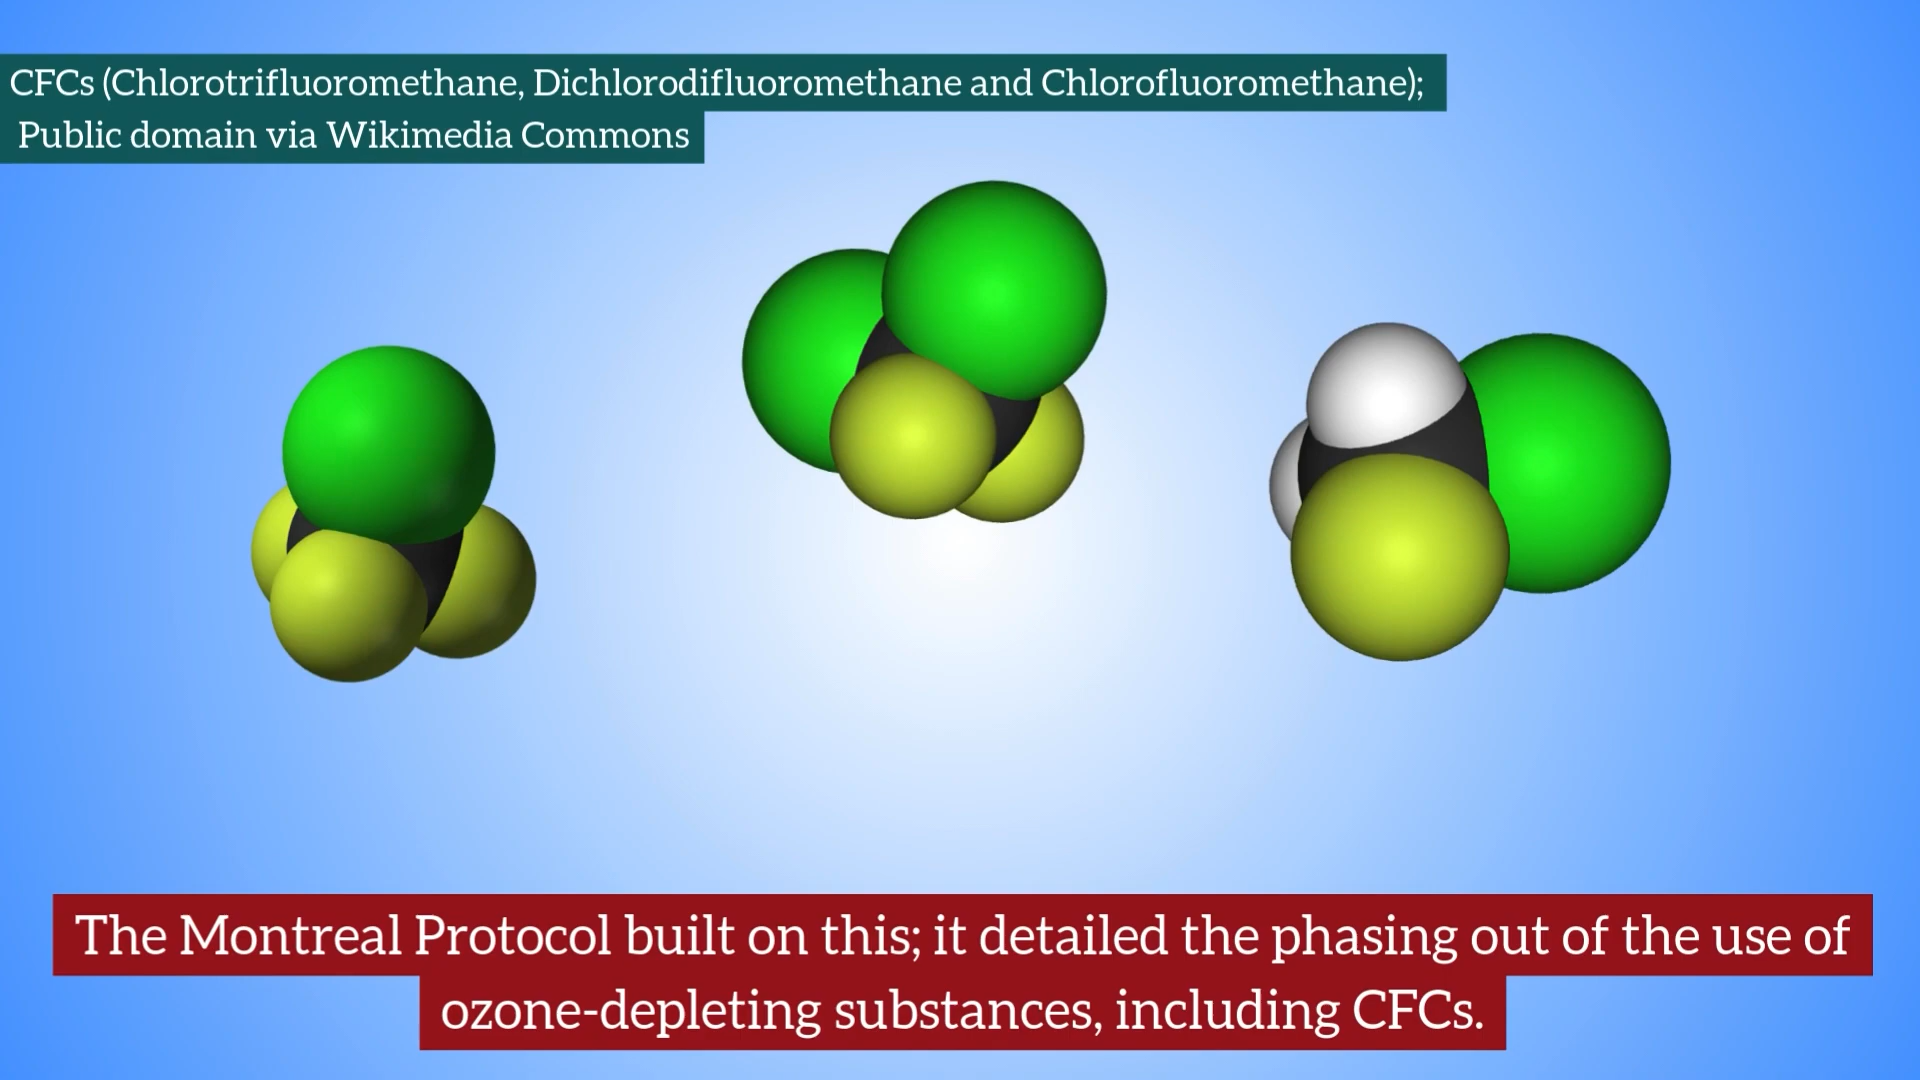 CFCs (Chlorotrifluoromethane, Dichlorodifluoromethane and Chlorofluoromethane);
Public domain via Wikimedia Commons
The Montreal Protocol built on this; it detailed the phasing out of the use of
ozone-depleting substances, including CFCs.